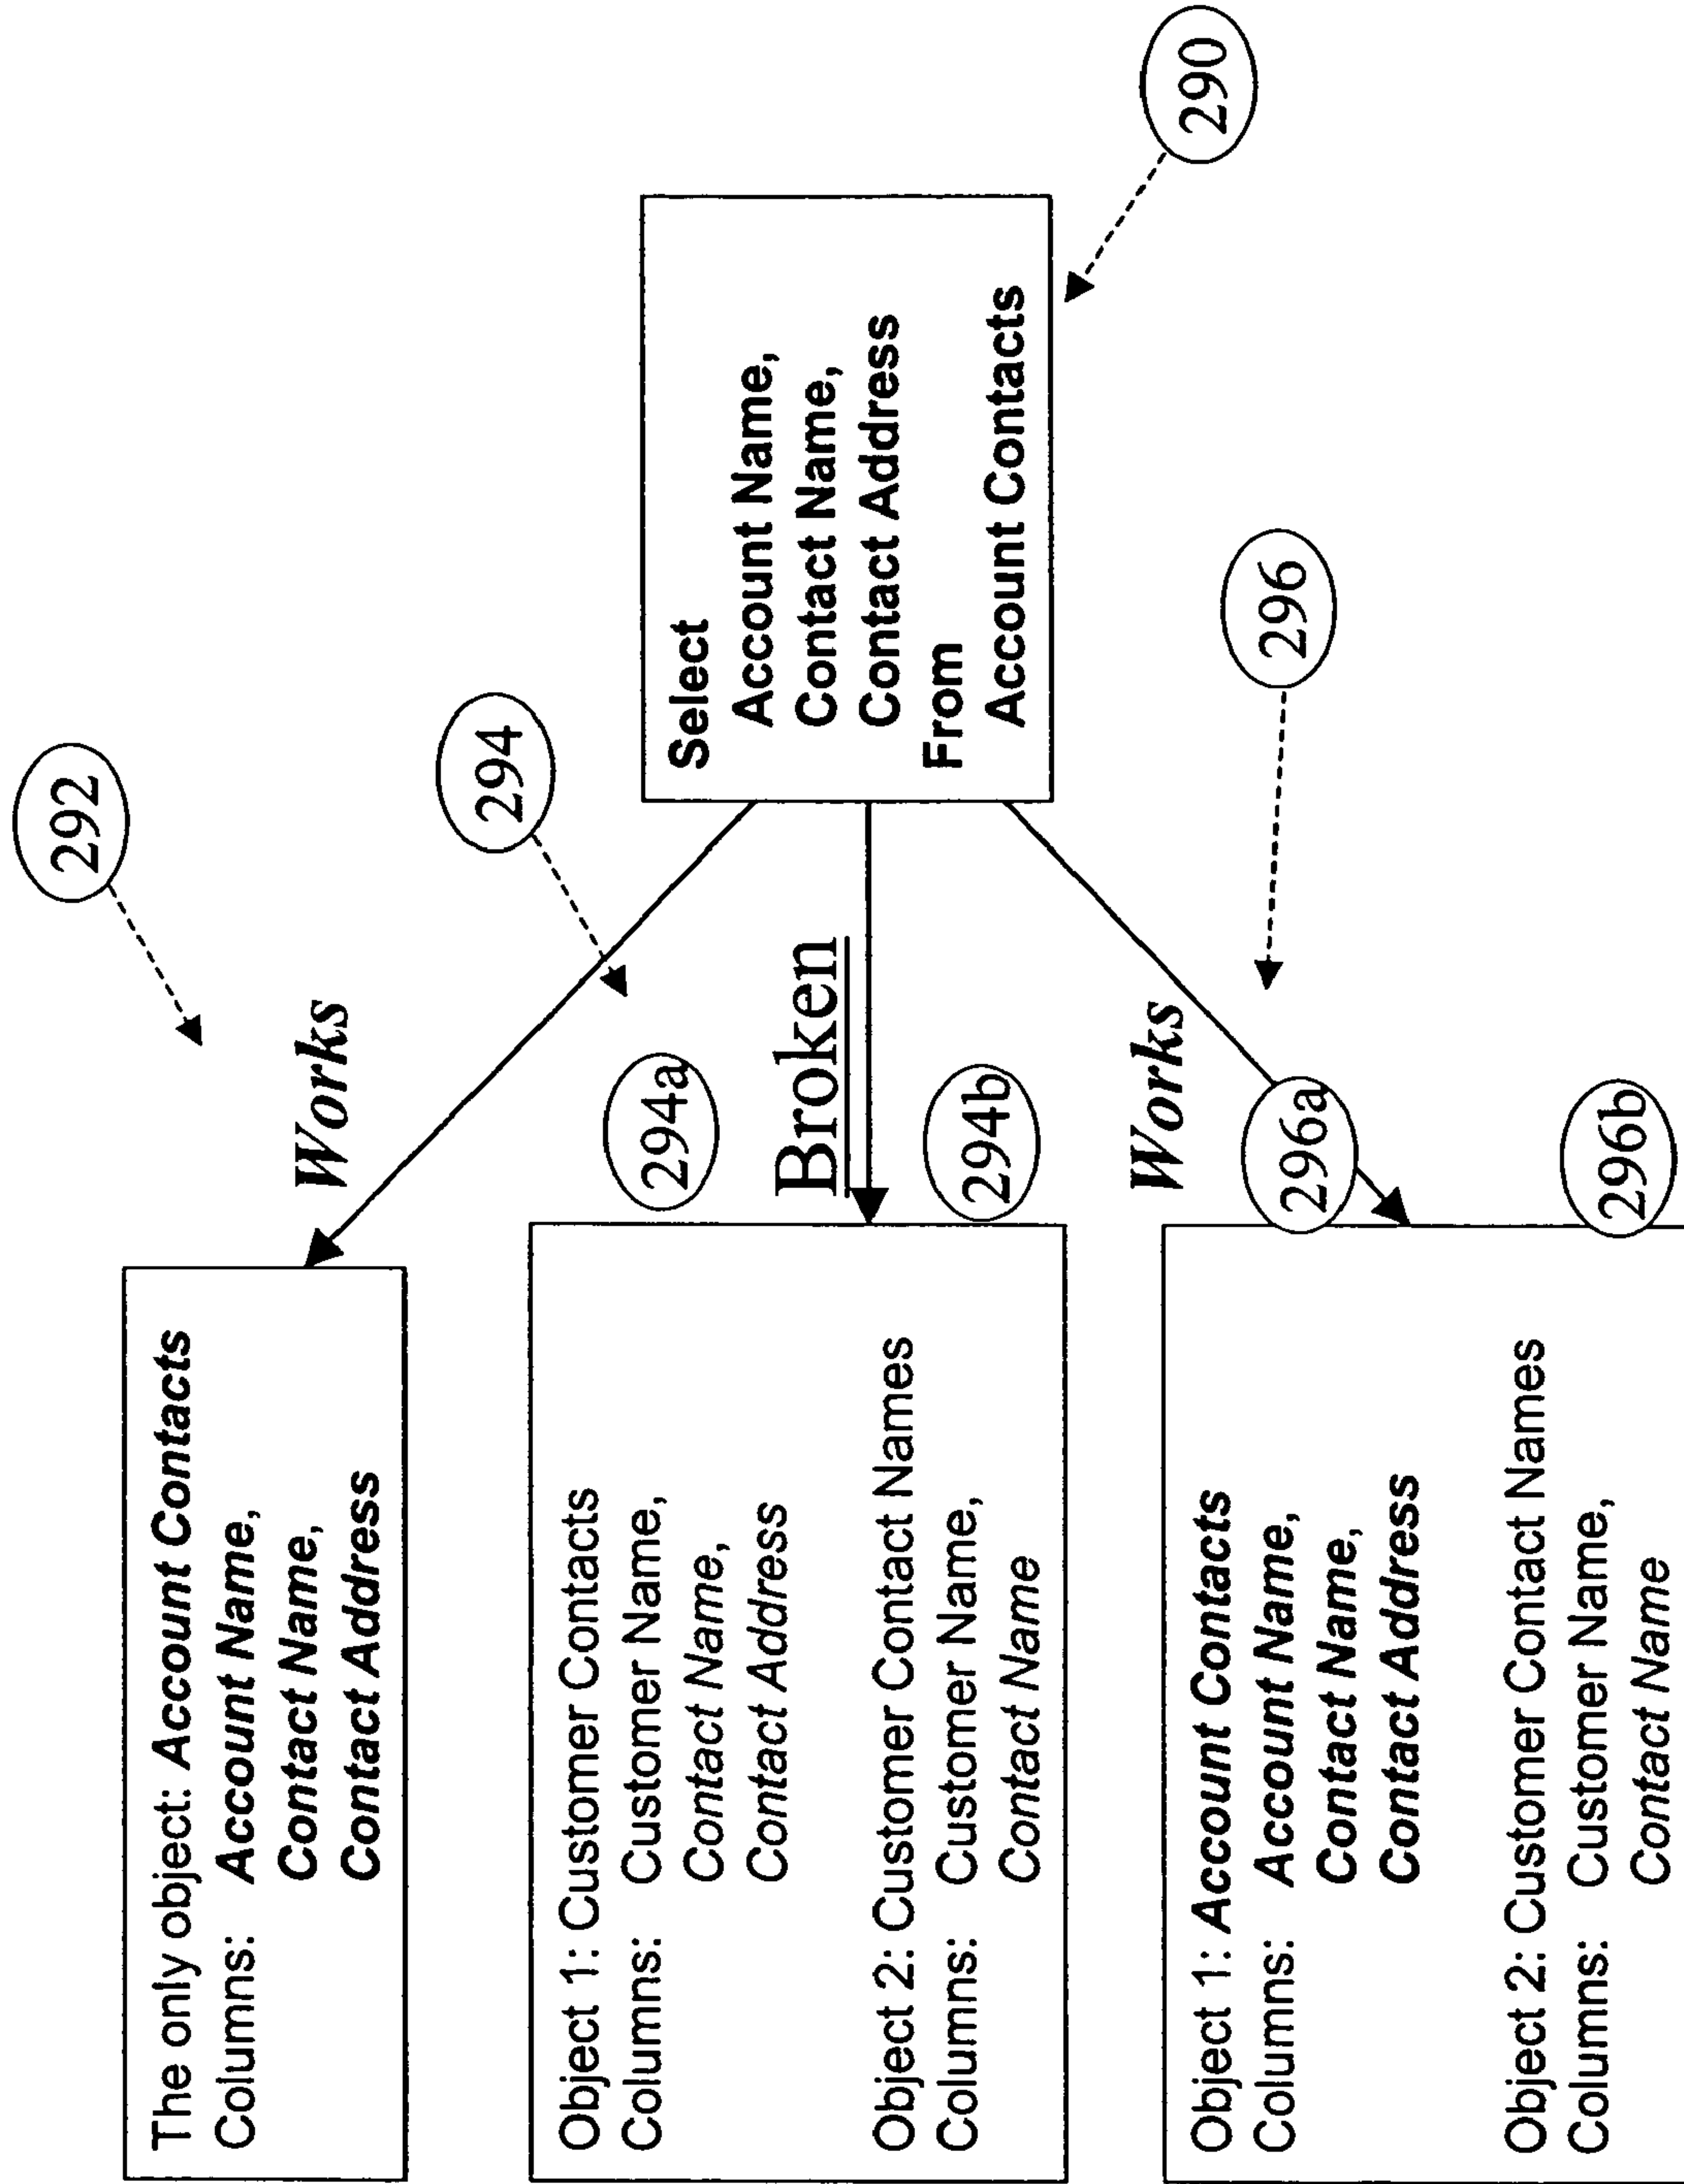 292
The only object: Account Contacts
Columns: Account Name,
Contact Name,
Contact Address
Works
294
294a
Object 1: Customer Contacts
Columns: Customer Name,
Contact Name,
Contact Address
Object 2: Customer Contact Names
Columns: Customer Name,
Contact Name
Broken
294b
Select
Account Name,
Contact Name,
Contact Address
From
Account Contacts
290
296
Works
296a
Object 1: Account Contacts
Columns: Account Name,
Contact Name,
Contact Address
Object 2: Customer Contact Names
Columns: Customer Name,
Contact Name
296b